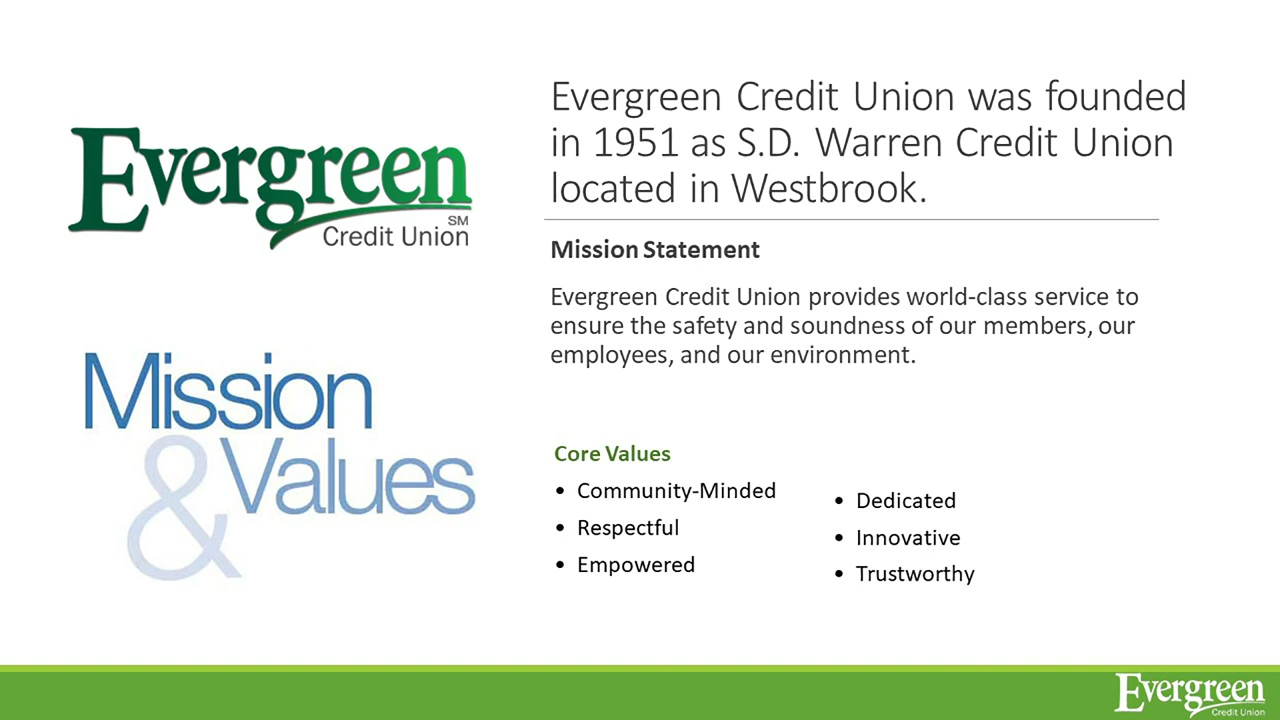 Evergreen
SM
Credit Union
Mission
& Values
Evergreen Credit Union was founded
in 1951 as S.D. Warren Credit Union
located in Westbrook.
Mission Statement
Evergreen Credit Union provides world-class service to
ensure the safety and soundness of our members, our
employees, and our environment.
Core Values
• Community-Minded
• Respectful
• Empowered
• Dedicated
• Innovative
• Trustworthy
Evergreen
Credit Union